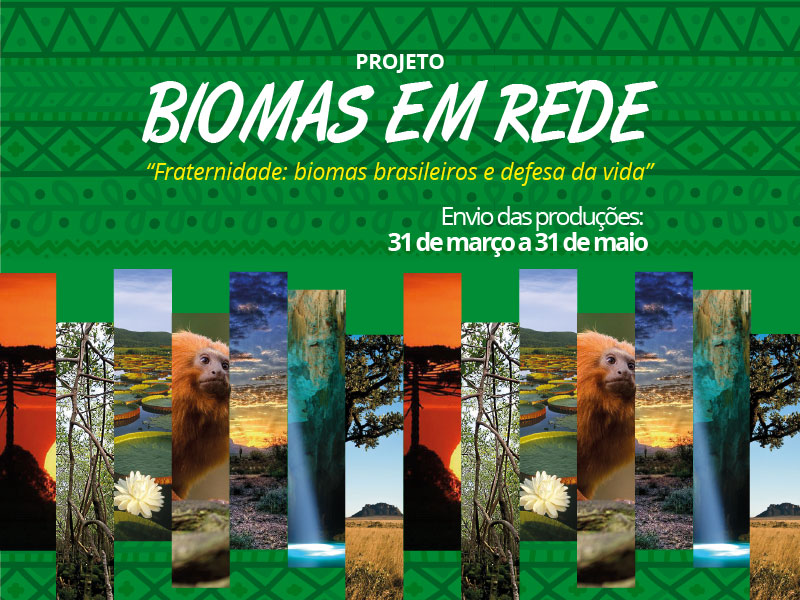 PROJETO
BIOMAS EM REDE
“Fraternidade: biomas brasileiros e defesa da vida”
Envio das produções:
31 de março a 31 de maio